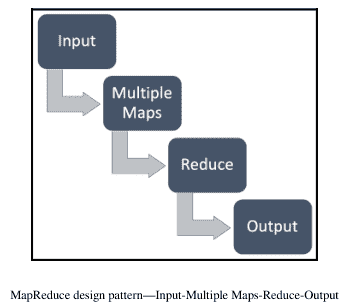 Input
Multiple
Maps
Reduce
Output
MapReduce design pattern—Input-Multiple Maps-Reduce-Output